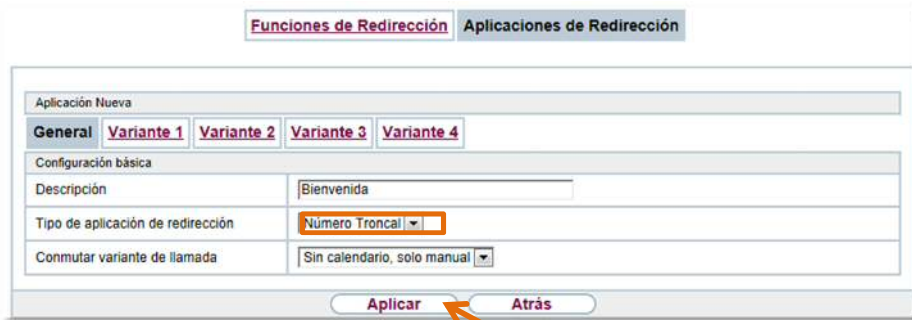 Funciones de Redirección Aplicaciones de Redirección
Aplicación Nueva
General Variante 1 Variante 2 Variante 3 Variante 4
Configuración básica
Descripción Bienvenida
Tipo de aplicación de redirección Número Troncal
Conmutar variante de llamada Sin calendario, solo manual
Aplicar Atrás